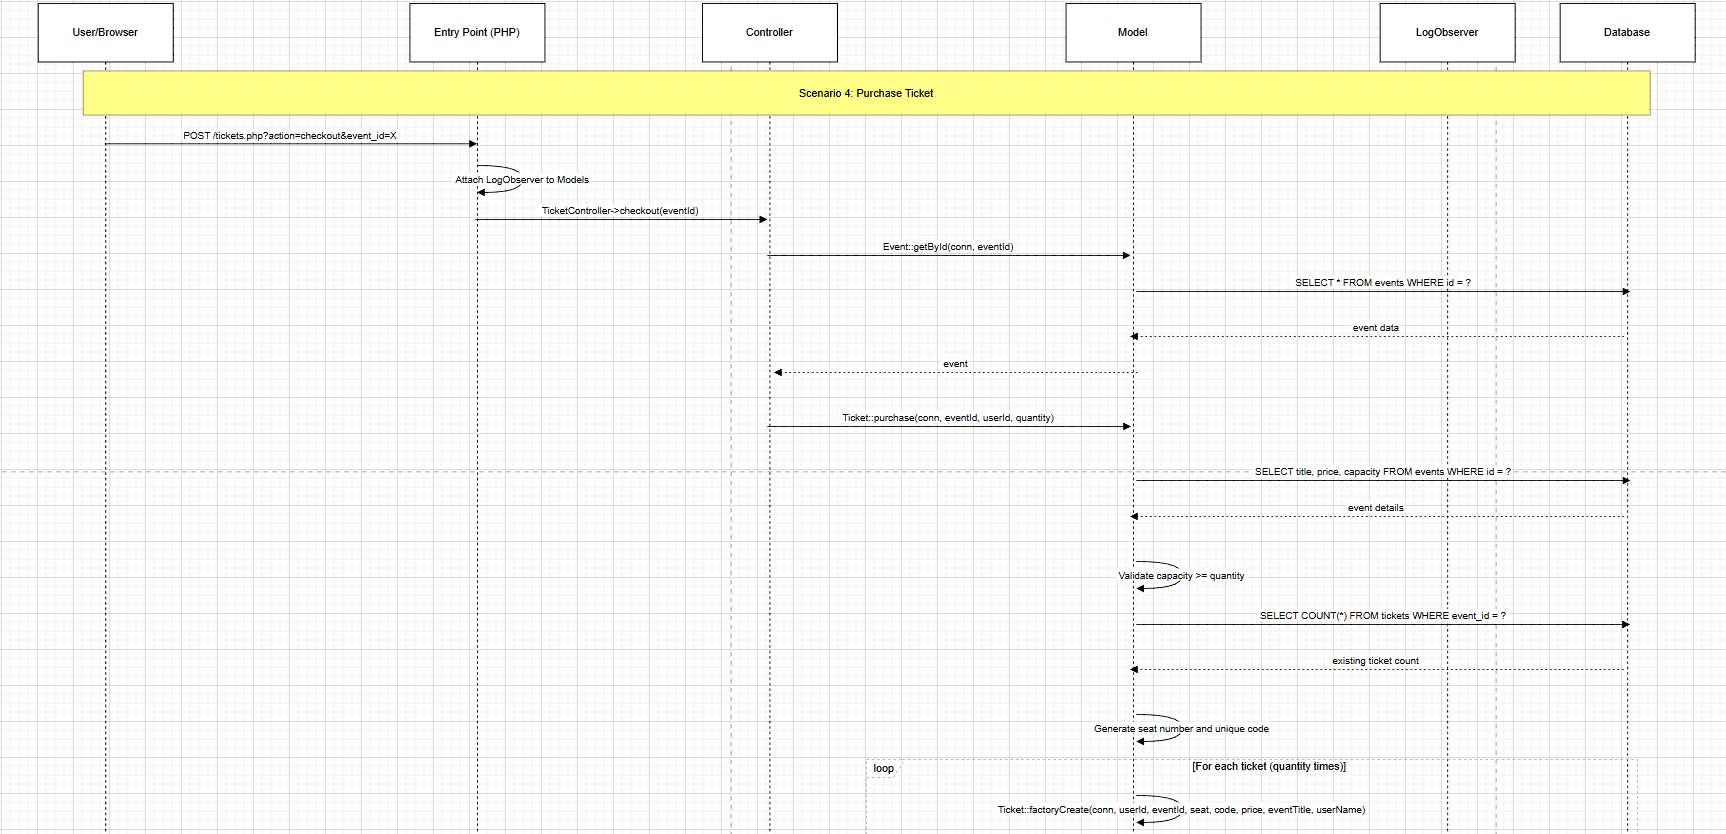 User/Browser
Entry Point (PHP)
Controller
Model
LogObserver
Database
Scenario 4: Purchase Ticket
POST /tickets.php?action=checkout&event_id=X
Attach LogObserver to Models
TicketController->checkout(eventId)
Event::getById(conn, eventId)
SELECT * FROM events WHERE id = ?
event data
event
Ticket::purchase(conn, eventId, userId, quantity)
SELECT title, price, capacity FROM events WHERE id = ?
event details
Validate capacity >= quantity
SELECT COUNT(*) FROM tickets WHERE event_id = ?
existing ticket count
Generate seat number and unique code
loop
[For each ticket (quantity times)]
Ticket::factoryCreate(conn, userId, eventId, seat, code, price, eventTitle, userName)